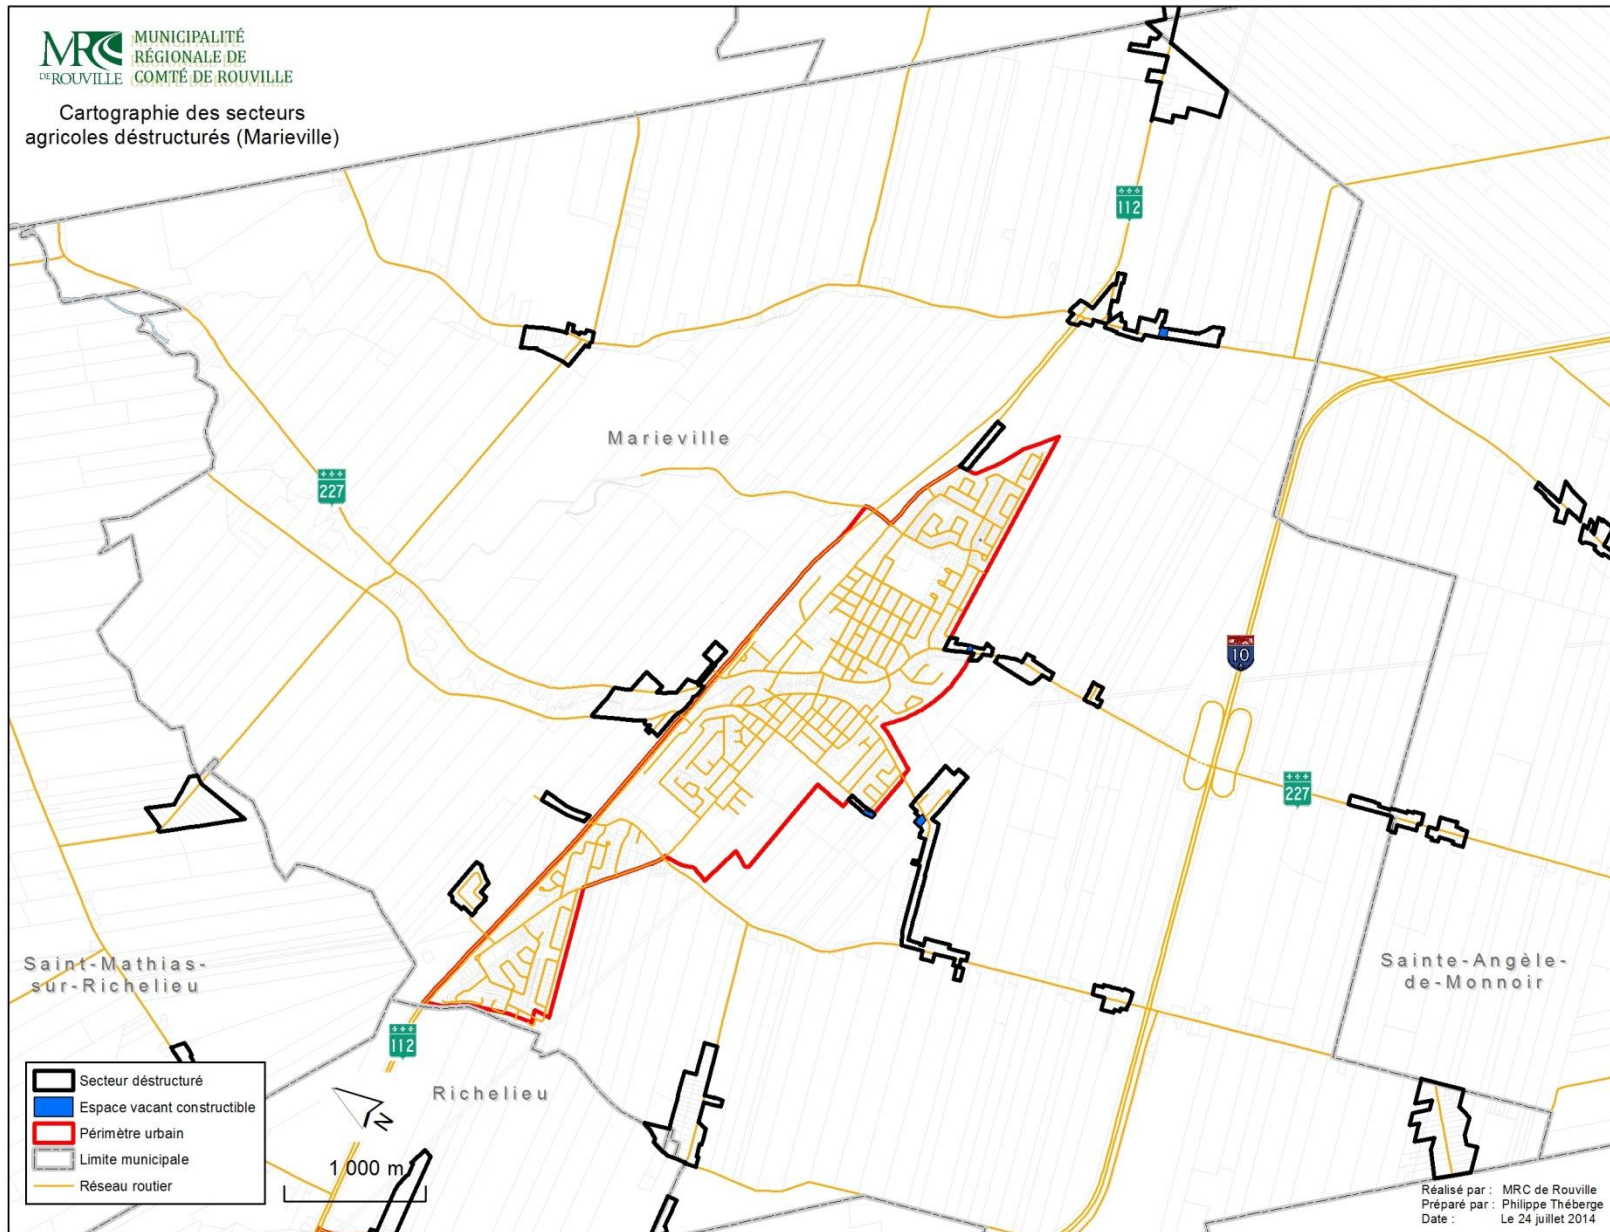 MRC
DE ROUVILLE
MUNICIPALITÉ
RÉGIONALE DE
COMTÉ DE ROUVILLE
Cartographie des secteurs
agricoles déstructurés (Marieville)
112
Marieville
227
10
227
Saint-Mathias-
sur-Richelieu
Sainte-Angèle-
de-Monnoir
112
Richelieu
Secteur déstructuré
Espace vacant constructible
Périmètre urbain
Limite municipale
Réseau routier
N
1 000 m
Réalisé par : MRC de Rouville
Préparé par : Philippe Théberge
Date : Le 24 juillet 2014